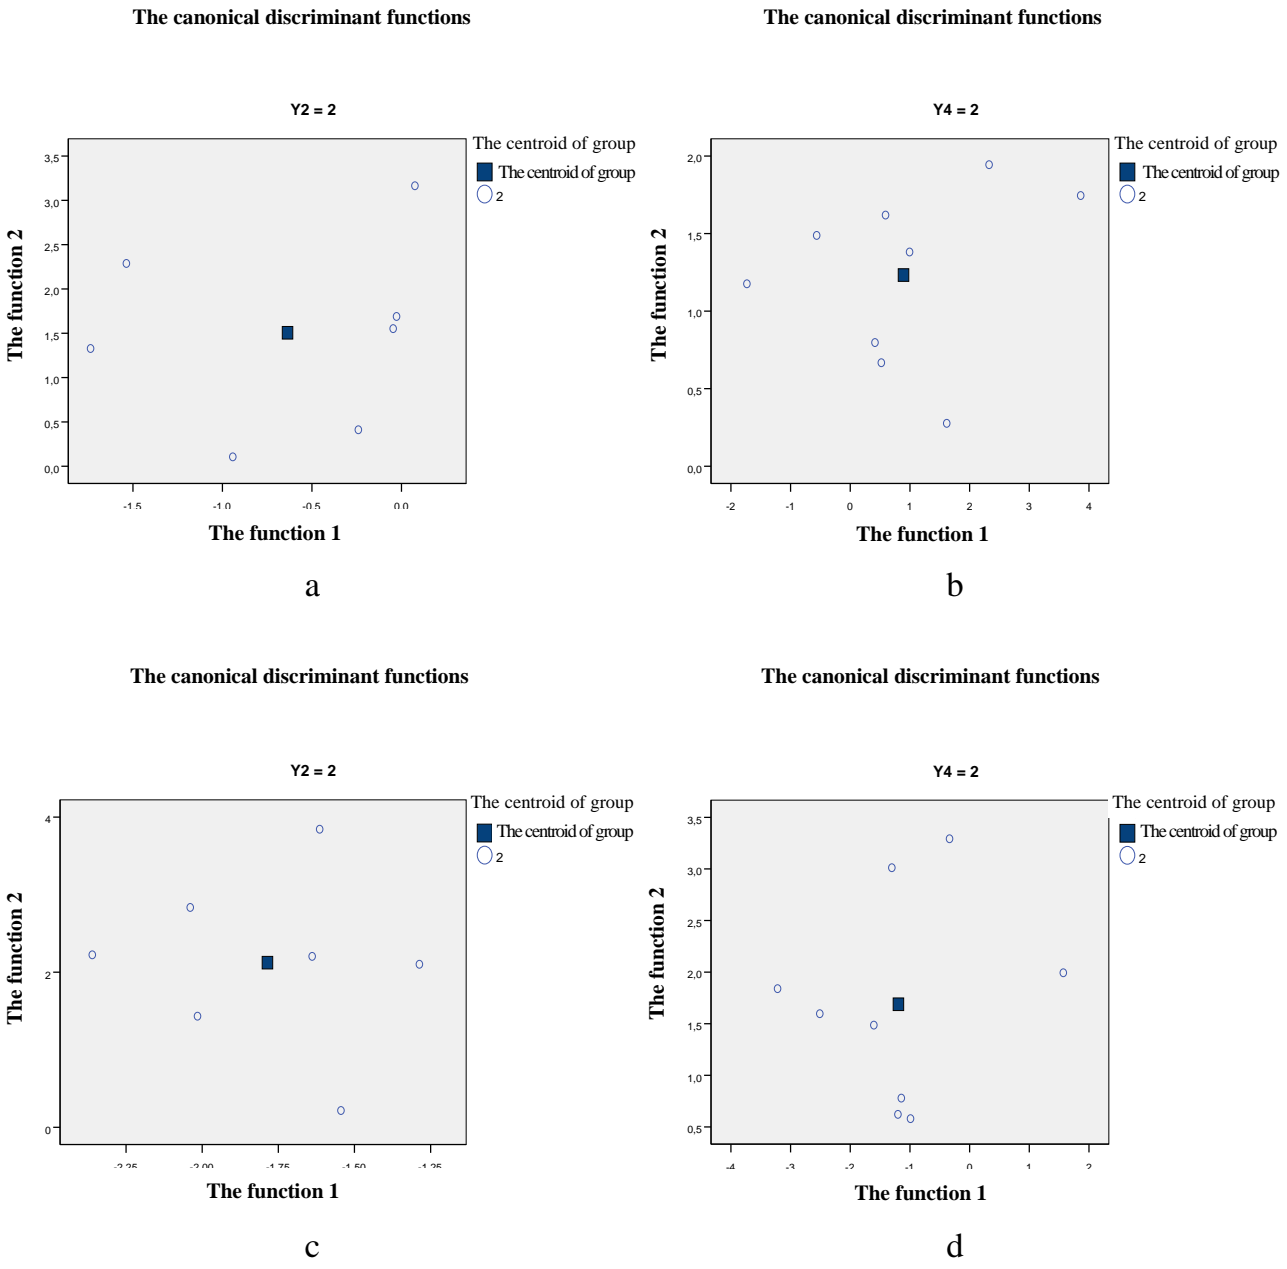 The canonical discriminant functions
Y2 = 2
The function 2
3,5
3,0
2,5
2,0
1,5
1,0
0,5
0,0
-1.5
-1.0
-0.5
0.0
The function 1
The centroid of group
The centroid of group
2
a
The canonical discriminant functions
Y4 = 2
The function 2
2,0
1,5
1,0
0,5
0,0
-2
-1
0
1
2
3
4
The function 1
The centroid of group
The centroid of group
2
b
The canonical discriminant functions
Y2 = 2
The function 2
4
2
0
-2.25
-2.00
-1.75
-1.50
-1.25
The function 1
The centroid of group
The centroid of group
2
c
The canonical discriminant functions
Y4 = 2
The function 2
3,5
3,0
2,5
2,0
1,5
1,0
0,5
-4
-3
-2
-1
0
1
2
The function 1
The centroid of group
The centroid of group
2
d